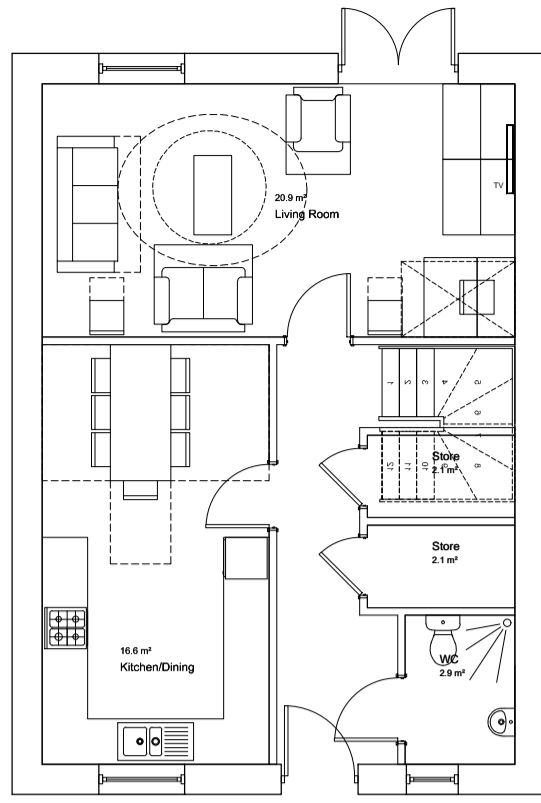 TV
20.9 m²
Living Room
1 2 3 4 5
6
Store
2.1 m²
12 11 10 9 8
Store
2.1 m²
16.6 m²
Kitchen/Dining
WC
2.9 m²